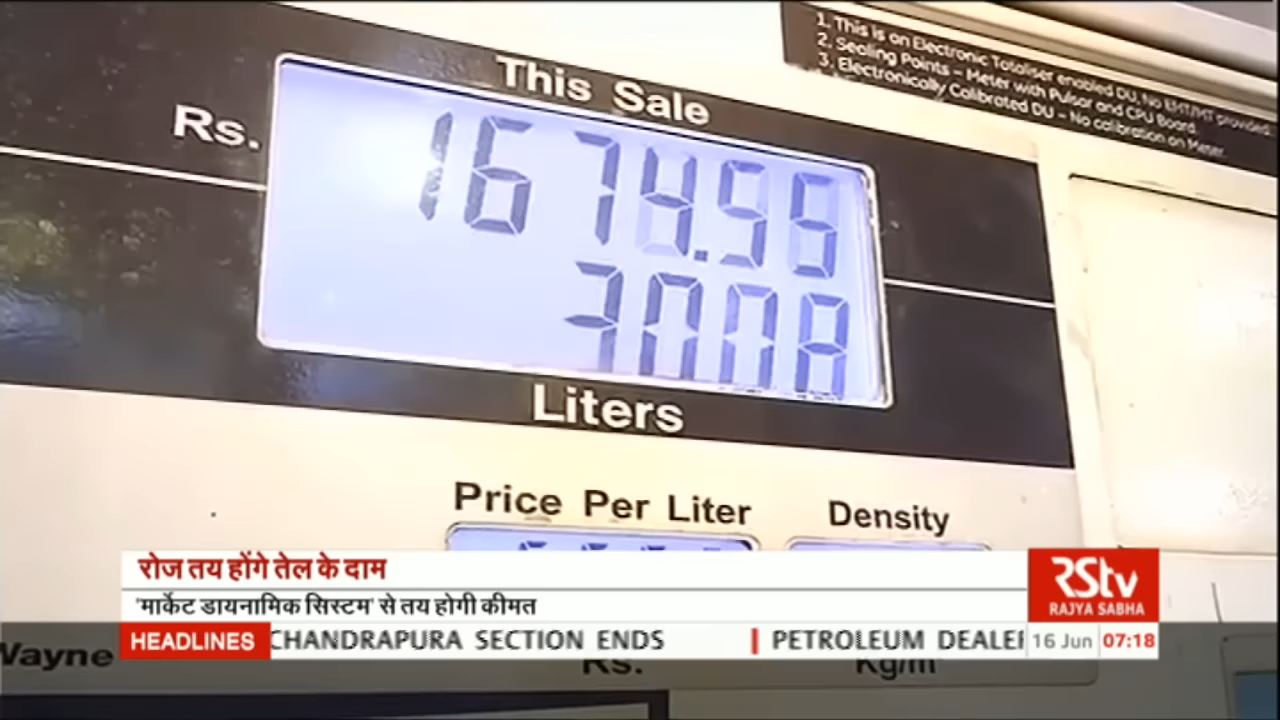 1. This is an Electronic Totaliser enabled DU, No EMT/MT provided.
2. Sealing Points – Meter with Pulsar and CPU Board.
3. Electronically Calibrated DU – No calibration on Meter.
This Sale
Rs.
1674.55
Liters
Price Per Liter
Density
रोज तय होंगे तेल के दाम
'मार्केट डायनामिक सिस्टम' से तय होगी कीमत
RStv
RAJYA SABHA
HEADLINES CHANDRAPURA SECTION ENDS | PETROLEUM DEALE 16 Jun 07:18
Wayne
Rs.
Kg/m